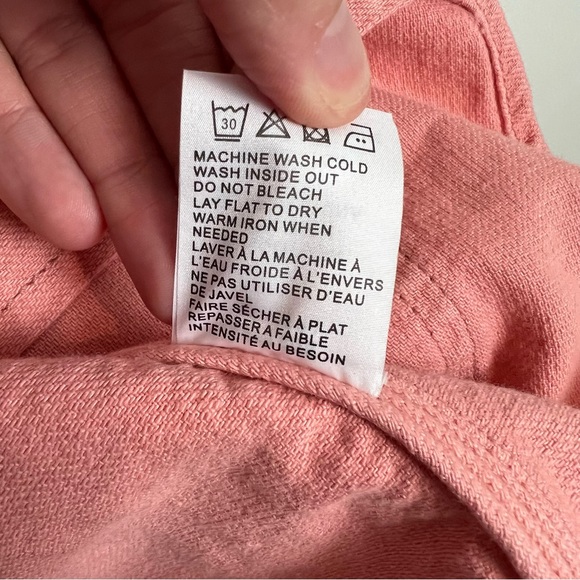 30
MACHINE WASH COLD
WASH INSIDE OUT
DO NOT BLEACH
LAY FLAT TO DRY
WARM IRON WHEN
NEEDED
LAVER À LA MACHINE À
L'EAU FROIDE À L'ENVERS
NE PAS UTILISER D'EAU
DE JAVEL
FAIRE SÉCHER À PLAT
REPASSER A FAIBLE
INTENSITÉ AU BESOIN